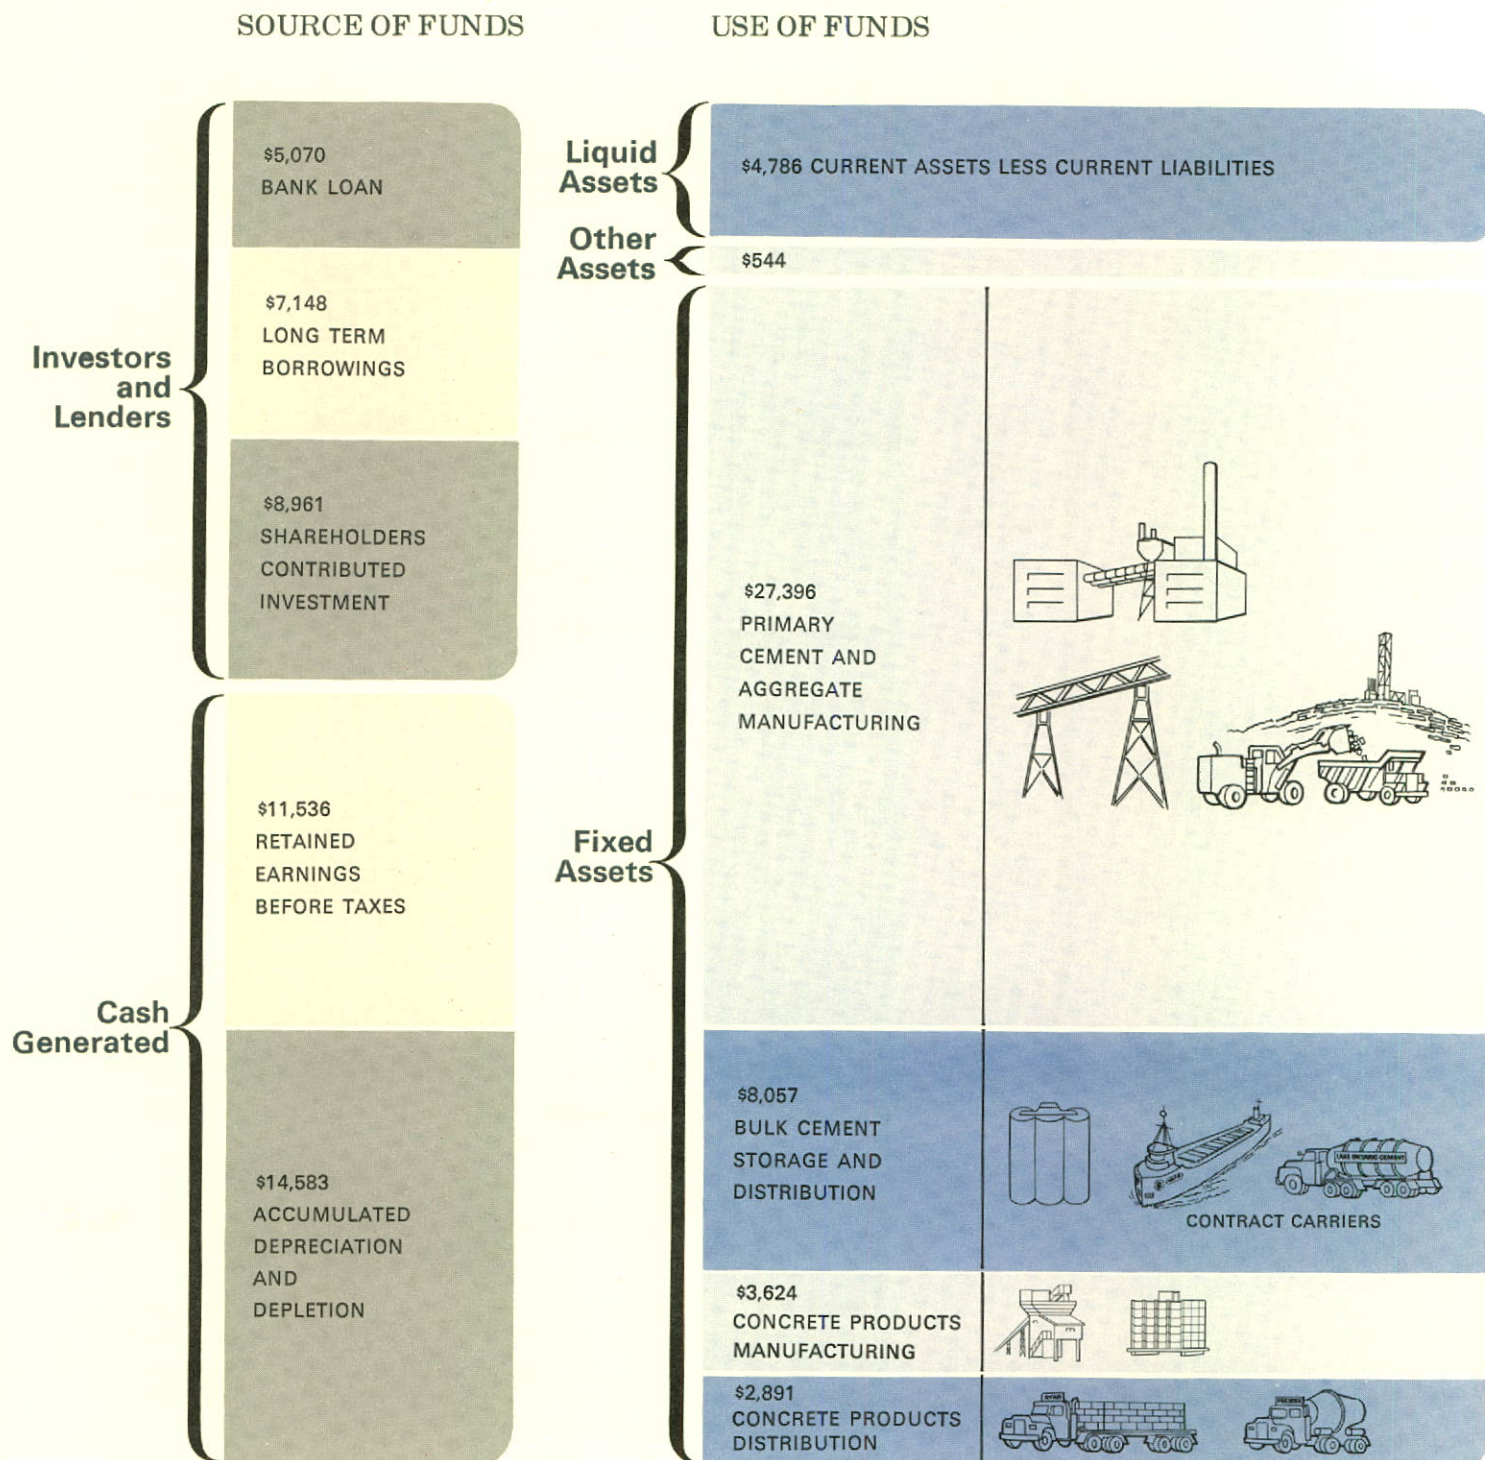 SOURCE OF FUNDS
Investors
and
Lenders
$5,070
BANK LOAN
$7,148
LONG TERM
BORROWINGS
$8,961
SHAREHOLDERS
CONTRIBUTED
INVESTMENT
Cash
Generated
$11,536
RETAINED
EARNINGS
BEFORE TAXES
$14,583
ACCUMULATED
DEPRECIATION
AND
DEPLETION
USE OF FUNDS
Liquid
Assets
$4,786 CURRENT ASSETS LESS CURRENT LIABILITIES
Other
Assets
$544
Fixed
Assets
$27,396
PRIMARY
CEMENT AND
AGGREGATE
MANUFACTURING
$8,057
BULK CEMENT
STORAGE AND
DISTRIBUTION
LAKE ONTARIO CEMENT
CONTRACT CARRIERS
$3,624
CONCRETE PRODUCTS
MANUFACTURING
$2,891
CONCRETE PRODUCTS
DISTRIBUTION